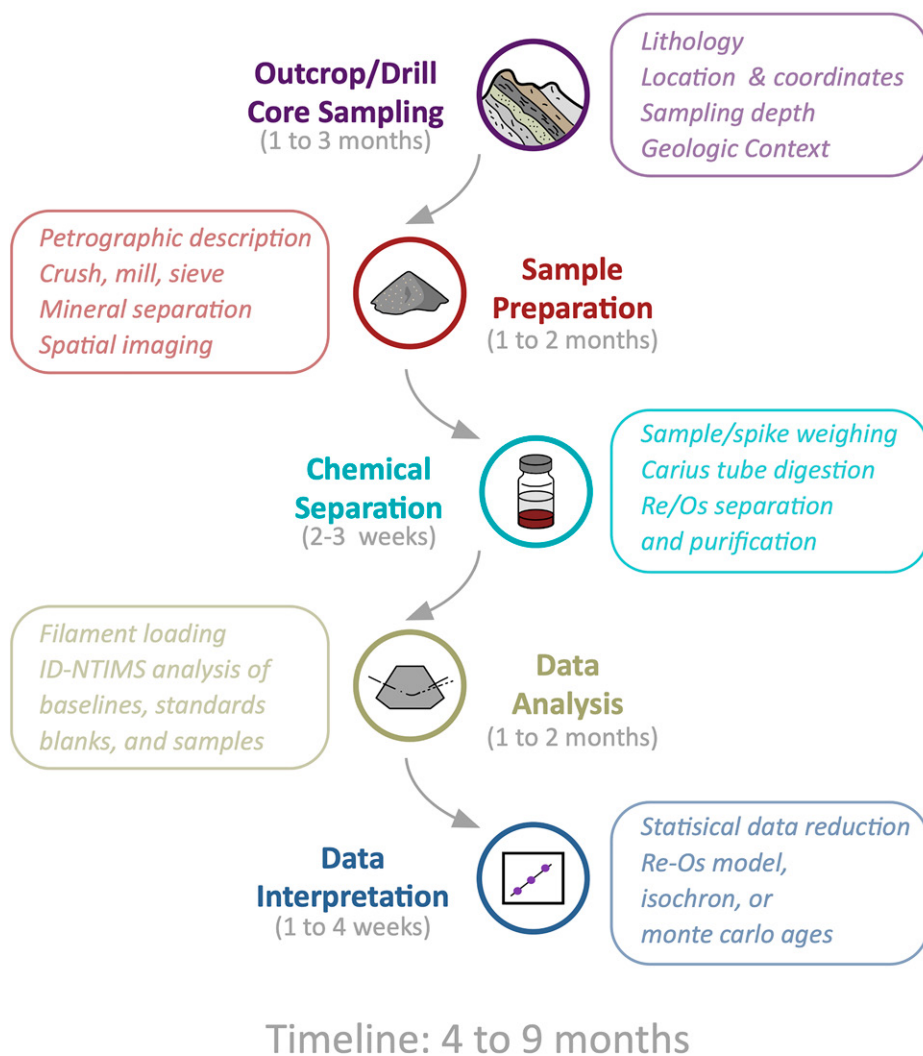 Outcrop/Drill
Core Sampling
(1 to 3 months)
Lithology
Location & coordinates
Sampling depth
Geologic Context
Petrographic description
Crush, mill, sieve
Mineral separation
Spatial imaging
Sample
Preparation
(1 to 2 months)
Chemical
Separation
(2-3 weeks)
Sample/spike weighing
Carius tube digestion
Re/Os separation
and purification
Filament loading
ID-NTIMS analysis of
baselines, standards
blanks, and samples
Data
Analysis
(1 to 2 months)
Data
Interpretation
(1 to 4 weeks)
Statisical data reduction
Re-Os model,
isochron, or
monte carlo ages
Timeline: 4 to 9 months